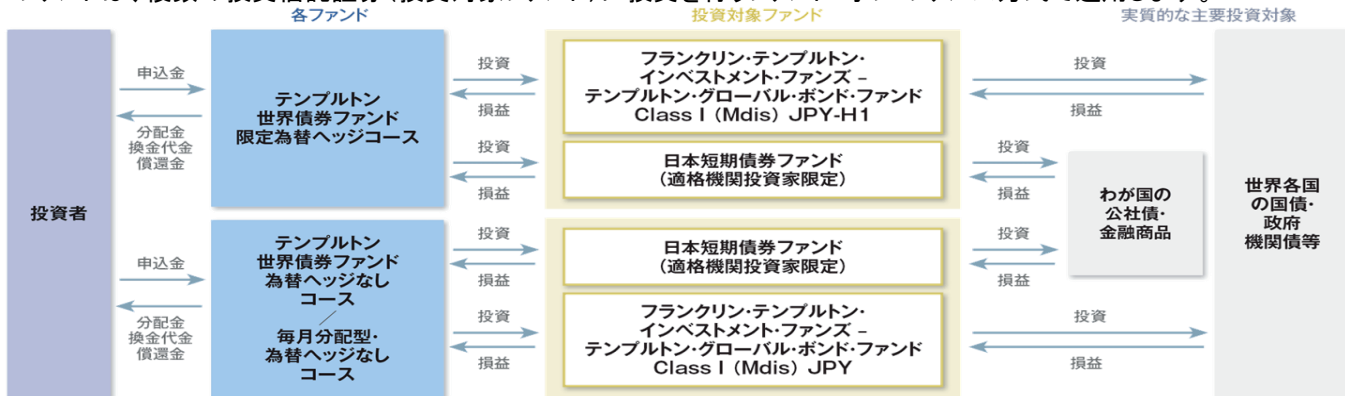 各ファンド
投資対象ファンド
実質的な主要投資対象
投資者
申込金
分配金
換金代金
償還金
テンプルトン
世界債券ファンド
限定為替ヘッジコース
投資
損益
投資
損益
フランクリン・テンプルトン・
インベストメント・ファンズ –
テンプルトン・グローバル・ボンド・ファンド
Class I (Mdis) JPY-H1
日本短期債券ファンド
(適格機関投資家限定)
投資
損益
投資
損益
申込金
分配金
換金代金
償還金
テンプルトン
世界債券ファンド
為替ヘッジなし
コース
／
毎月分配型・
為替ヘッジなし
コース
投資
損益
投資
損益
日本短期債券ファンド
(適格機関投資家限定)
フランクリン・テンプルトン・
インベストメント・ファンズ –
テンプルトン・グローバル・ボンド・ファンド
Class I (Mdis) JPY
投資
損益
投資
損益
わが国の
公社債・
金融商品
世界各国
の国債・
政府
機関債等